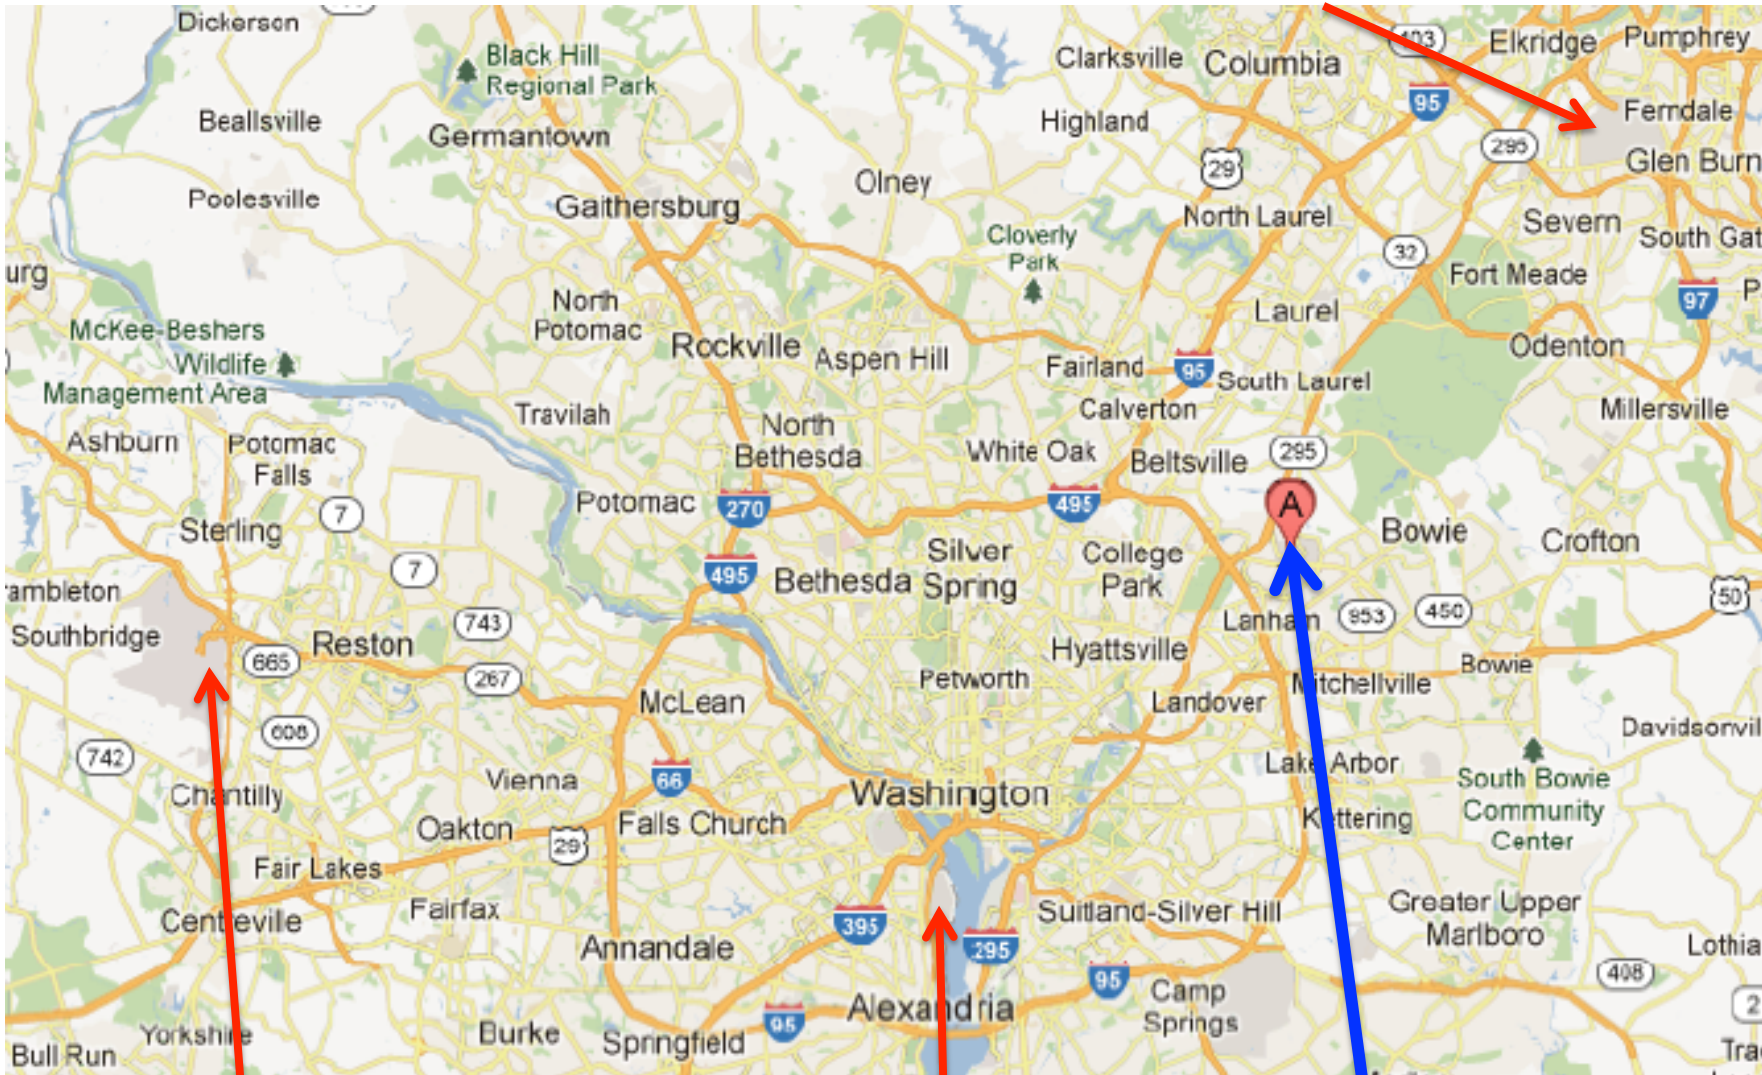 Dickerson
Black Hill
Regional Park
Clarksville
Columbia
403
Elkridge
Pumphrey
95
Beallsville
Germantown
Highland
Ferndale
295
Glen Burn
29
Olney
Poolesville
Gaithersburg
North Laurel
Severn
South Gat
Cloverly
Park
32
Fort Meade
urg
North
Potomac
97
P
Laurel
McKee-Beshers
Wildlife
Management Area
Rockville
Aspen Hill
Fairland
95
South Laurel
Odenton
Travilah
Calverton
Millersville
North
Bethesda
Ashburn
Potomac
Falls
White Oak
Beltsville
295
Potomac
270
495
A
7
Sterling
Bowie
Crofton
Silver
Spring
College
Park
7
495
Bethesda
ambleton
50
Southbridge
743
Lanham
953
450
Reston
665
Hyattsville
267
Petworth
Bowie
McLean
Landover
Mitchellville
608
Davidsonvil
742
Vienna
66
Lake Arbor
South Bowie
Community
Center
Chantilly
Washington
Oakton
Falls Church
Kettering
29
Fair Lakes
Fairfax
Centreville
395
Suitland-Silver Hill
Greater Upper
Marlboro
Annandale
295
Lothia
95
408
Camp
Springs
Alexandria
2
95
Yorkshire
Burke
Springfield
Bull Run
Tra